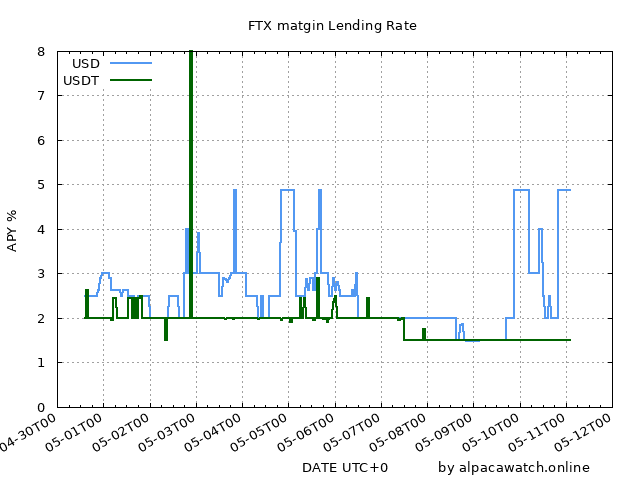 FTX matgin Lending Rate
8
USD
USDT
7
6
5
4
APY %
3
2
1
0
04-30T00
05-01T00
05-02T00
05-03T00
05-04T00
05-05T00
05-06T00
05-07T00
05-08T00
05-09T00
05-10T00
05-11T00
05-12T00
DATE UTC+0
by alpacawatch.online